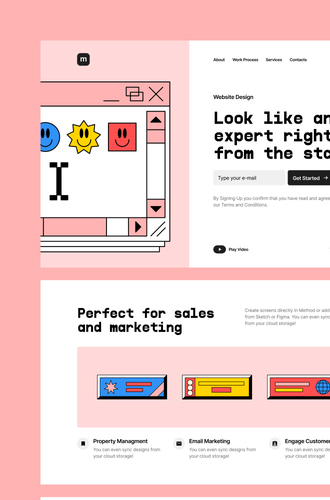 m
About Work Process Services Contacts
Website Design
Look like an
expert right
from the sta
Type your e-mail
Get Started →
By Signing Up you confirm that you have read and agree
our Terms and Conditions.
Play Video
Perfect for sales
and marketing
Create screens directly in Method or add
from Sketch or Figma. You can even sync
from your cloud storage!
Property Managment
You can even sync designs from
your cloud storage!
Email Marketing
You can even sync designs from
your cloud storage!
Engage Customer
You can even sync designs
your cloud storage!